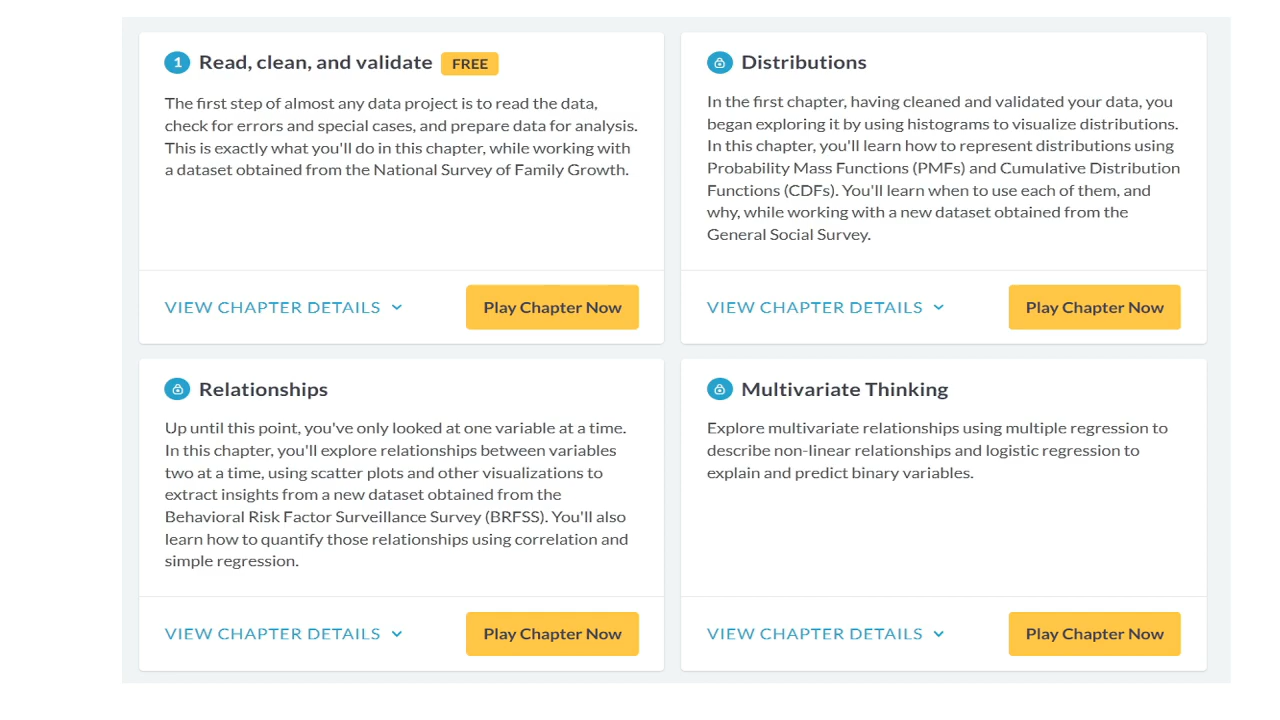 1 Read, clean, and validate FREE
The first step of almost any data project is to read the data,
check for errors and special cases, and prepare data for analysis.
This is exactly what you'll do in this chapter, while working with
a dataset obtained from the National Survey of Family Growth.
VIEW CHAPTER DETAILS
Play Chapter Now
Distributions
In the first chapter, having cleaned and validated your data, you
began exploring it by using histograms to visualize distributions.
In this chapter, you'll learn how to represent distributions using
Probability Mass Functions (PMFs) and Cumulative Distribution
Functions (CDFs). You'll learn when to use each of them, and
why, while working with a new dataset obtained from the
General Social Survey.
VIEW CHAPTER DETAILS
Play Chapter Now
Relationships
Up until this point, you've only looked at one variable at a time.
In this chapter, you'll explore relationships between variables
two at a time, using scatter plots and other visualizations to
extract insights from a new dataset obtained from the
Behavioral Risk Factor Surveillance Survey (BRFSS). You'll also
learn how to quantify those relationships using correlation and
simple regression.
VIEW CHAPTER DETAILS
Play Chapter Now
Multivariate Thinking
Explore multivariate relationships using multiple regression to
describe non-linear relationships and logistic regression to
explain and predict binary variables.
VIEW CHAPTER DETAILS
Play Chapter Now